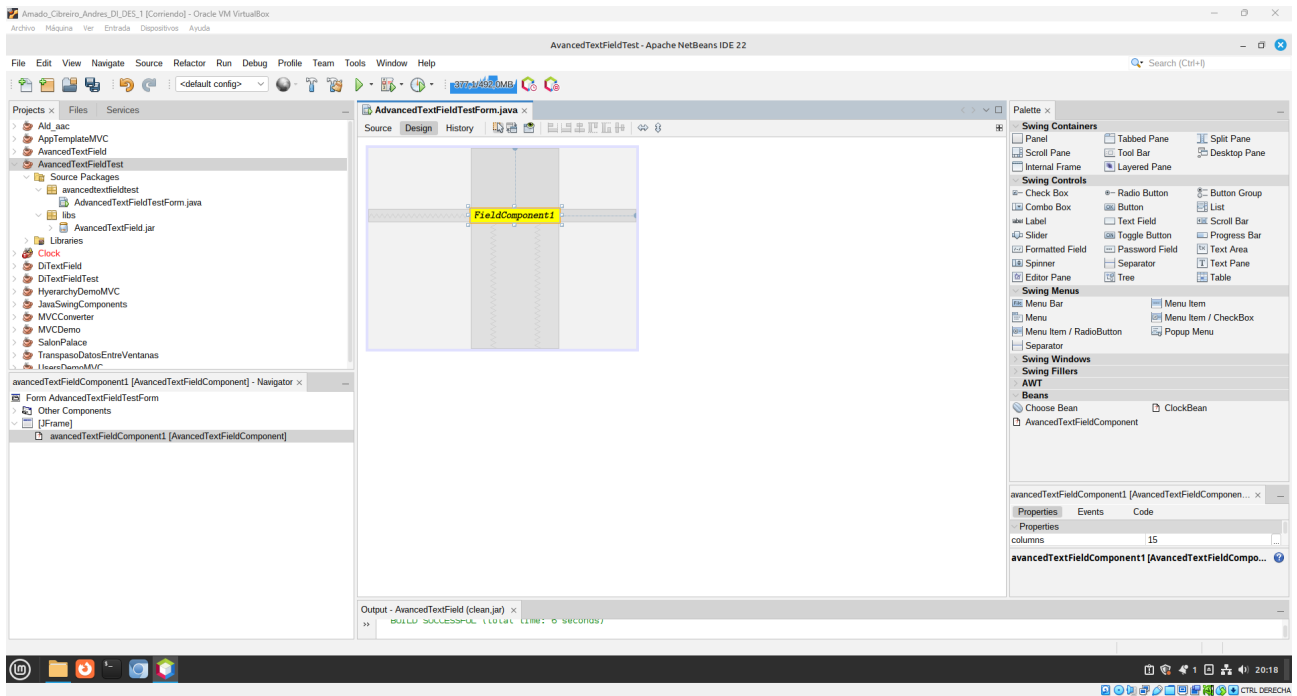 Amado_Cibreiro_Andres_DI_DES_1 [Corriendo] - Oracle VM VirtualBox
Archivo Máquina Ver Entrada Dispositivos Ayuda
AvancedTextFieldTest - Apache NetBeans IDE 22
File Edit View Navigate Source Refactor Run Debug Profile Team Tools Window Help
Search (Ctrl+I)
<default config>
377,1/492,0MB
Projects Files Services
Ald_aac
AppTemplateMVC
AvancedTextField
AvancedTextFieldTest
Source Packages
avancedtextfieldtest
AdvancedTextFieldTestForm.java
libs
AvancedTextField.jar
Libraries
Clock
DiTextField
DiTextFieldTest
HyerarchyDemoMVC
JavaSwingComponents
MVCConverter
MVCDemo
SalonPalace
TranspasoDatosEntreVentanas
UsersDemoMVC
avancedTextFieldComponent1 [AvancedTextFieldComponent] - Navigator
Form AdvancedTextFieldTestForm
Other Components
[JFrame]
avancedTextFieldComponent1 [AvancedTextFieldComponent]
AdvancedTextFieldTestForm.java
Source Design History
FieldComponent1
Output - AvancedTextField (clean,jar)
BUILD SUCCESSFUL (total time: 6 seconds)
Palette
Swing Containers
Panel Tabbed Pane Split Pane
Scroll Pane Tool Bar Desktop Pane
Internal Frame Layered Pane
Swing Controls
Check Box Radio Button Button Group
Combo Box Button List
label Label Text Field Scroll Bar
Slider Toggle Button Progress Bar
Formatted Field Password Field Text Area
Spinner Separator Text Pane
Editor Pane Tree Table
Swing Menus
Menu Bar Menu Item
Menu Menu Item / CheckBox
Menu Item / RadioButton Popup Menu
Separator
Swing Windows
Swing Fillers
AWT
Beans
Choose Bean ClockBean
AvancedTextFieldComponent
avancedTextFieldComponent1 [AvancedTextFieldComponen...
Properties Events Code
Properties
columns 15 ...
avancedTextFieldComponent1 [AvancedTextFieldCompo...
1 20:18
CTRL DERECHA